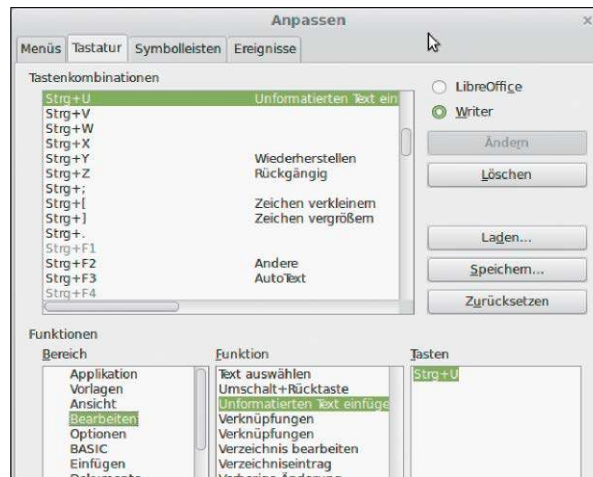 Anpassen
Menüs Tastatur Symbolleisten Ereignisse
Tastenkombinationen
Strg+U Unformatierten Text ein
Strg+V
Strg+W
Strg+X
Strg+Y Wiederherstellen
Strg+Z Rückgängig
Strg+;
Strg+[ Zeichen verkleinern
Strg+] Zeichen vergrößern
Strg+.
Strg+F1
Strg+F2 Andere
Strg+F3 AutoText
Strg+F4
LibreOffice
Writer
Ändern
Löschen
Laden...
Speichern...
Zurücksetzen
Funktionen
Bereich
Applikation
Vorlagen
Ansicht
Bearbeiten
Optionen
BASIC
Einfügen
Dokumente
Funktion
Text auswählen
Umschalt+Rücktaste
Unformatierten Text einfüge
Verknüpfungen
Verknüpfungen
Verzeichnis bearbeiten
Verzeichniseintrag
Vorherige Änderung
Tasten
Strg+U